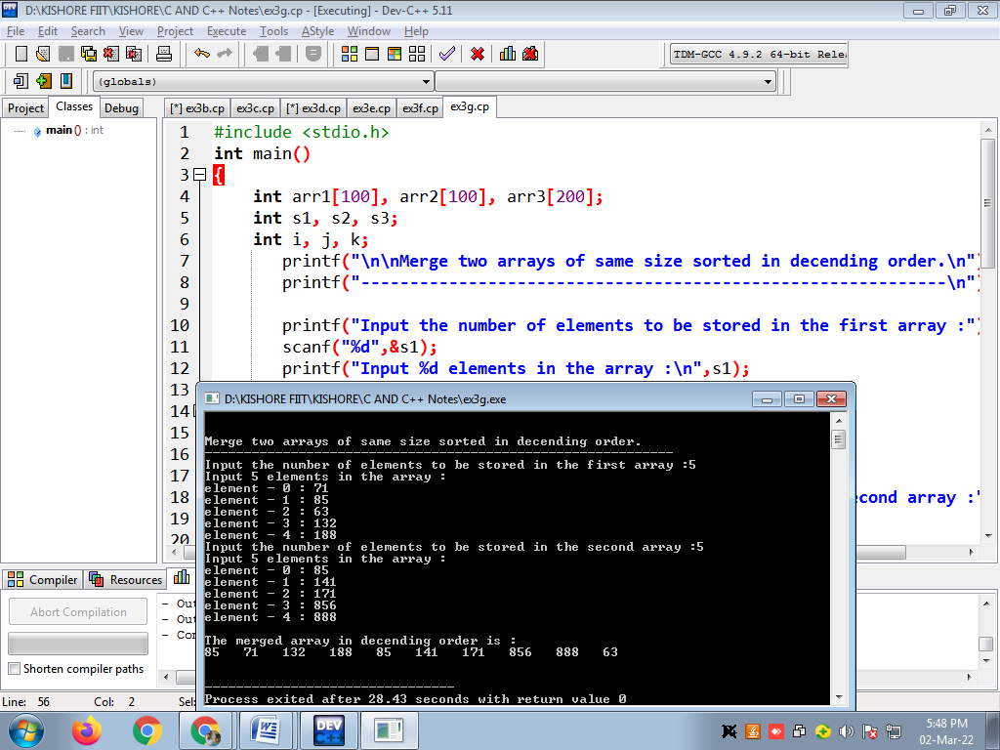 D:\KISHORE FIIT\KISHORE\C AND C++ Notes\ex3g.cp - [Executing] - Dev-C++ 5.11
File Edit Search View Project Execute Tools AStyle Window Help
TDM-GCC 4.9.2 64-bit Relea
(globals)
Project Classes Debug
[*] ex3b.cp ex3c.cp [*] ex3d.cp ex3e.cp ex3f.cp ex3g.cp
main () : int
1 #include <stdio.h>
2 int main()
3 {
4 int arr1[100], arr2[100], arr3[200];
5 int s1, s2, s3;
6 int i, j, k;
7 printf("\n\nMerge two arrays of same size sorted in decending order.\n")
8 printf("------------------------------------------------------------\n")
9
10 printf("Input the number of elements to be stored in the first array :")
11 scanf("%d",&s1);
12 printf("Input %d elements in the array :\n",s1);
13
14
15
16
17
18 cond array :"
19
20
D:\KISHORE FIIT\KISHORE\C AND C++ Notes\ex3g.exe
Merge two arrays of same size sorted in decending order.
------------------------------------------------------------
Input the number of elements to be stored in the first array :5
Input 5 elements in the array :
element - 0 : 71
element - 1 : 85
element - 2 : 63
element - 3 : 132
element - 4 : 188
Input the number of elements to be stored in the second array :5
Input 5 elements in the array :
element - 0 : 85
element - 1 : 141
element - 2 : 171
element - 3 : 856
element - 4 : 888
The merged array in decending order is :
85 71 132 188 85 141 171 856 888 63
--------------------------------
Process exited after 28.43 seconds with return value 0
Compiler Resources
Abort Compilation
Shorten compiler paths
- Out
- Out
- Con
Line: 56 Col: 2 Sel:
DEV C++
5:48 PM
02-Mar-22